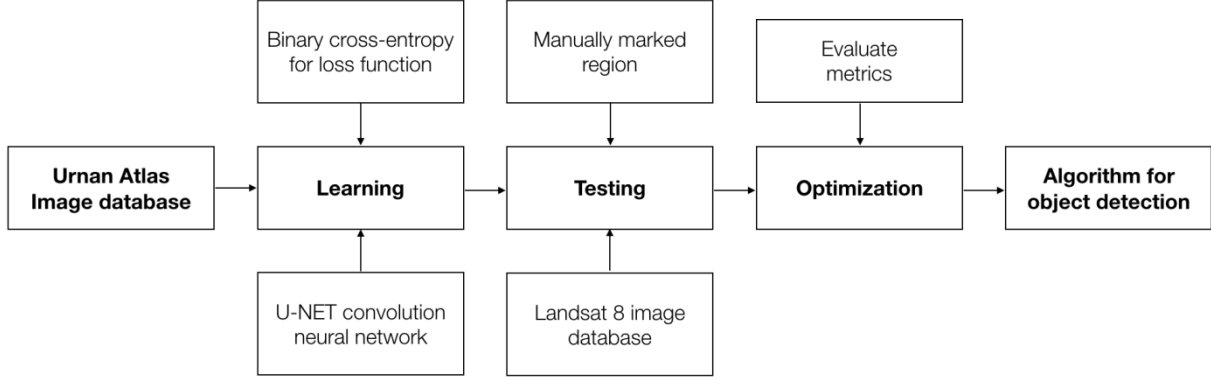 Binary cross-entropy
for loss function
Manually marked
region
Evaluate
metrics
Urnan Atlas
Image database
Learning
Testing
Optimization
Algorithm for
object detection
U-NET convolution
neural network
Landsat 8 image
database